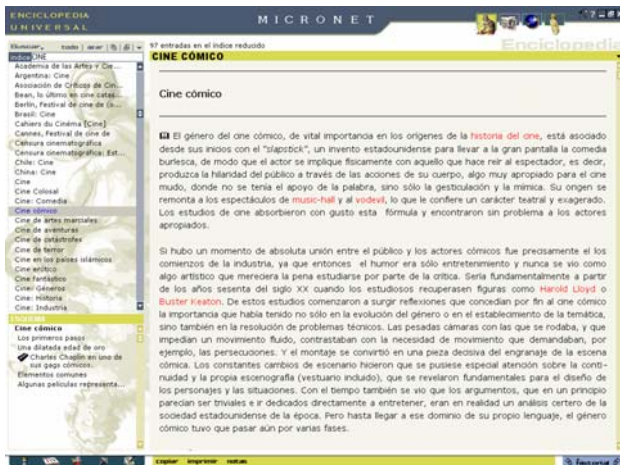 ENCICLOPEDIA
UNIVERSAL
MICRONET
Enciclopedia
97 entradas en el índice reducido
índice CINE
Academia de las Artes y Cie...
Argentina: Cine
Asociación de Críticos de Cin...
Bean, lo último en cine catas...
Berlín, Festival de cine de (o...
Brasil: Cine
Cahiers du Cinéma [Cine]
Cannes, Festival de cine de
Censura cinematográfica
Censura cinematográfica: Est...
Chile: Cine
China: Cine
Cine
Cine Colosal
Cine: Comedia
Cine cómico
Cine de artes marciales
Cine de aventuras
Cine de catástrofes
Cine de terror
Cine en los países islámicos
Cine erótico
Cine fantástico
Cine: Géneros
Cine: Historia
Cine: Industria
ESQUEMA
Cine cómico
Los primeros pasos
Una dilatada edad de oro
Charles Chaplin en uno de
sus gags cómicos.
Elementos comunes
Algunas películas representa...
CINE CÓMICO
Cine cómico
El género del cine cómico, de vital importancia en los orígenes de la historia del cine, está asociado
desde sus inicios con el "slapstick", un invento estadounidense para llevar a la gran pantalla la comedia
burlesca, de modo que el actor se implique físicamente con aquello que hace reir al espectador, es decir,
produzca la hilaridad del público a través de las acciones de su cuerpo, algo muy apropiado para el cine
mudo, donde no se tenía el apoyo de la palabra, sino sólo la gesticulación y la mímica. Su origen se
remonta a los espectáculos de music-hall y al vodevil, lo que le confiere un carácter teatral y exagerado.
Los estudios de cine absorbieron con gusto esta fórmula y encontraron sin problema a los actores
apropiados.
Si hubo un momento de absoluta unión entre el público y los actores cómicos fue precisamente el los
comienzos de la industria, ya que entonces el humor era sólo entretenimiento y nunca se vio como
algo artístico que mereciera la pena estudiarse por parte de la crítica. Sería fundamentalmente a partir
de los años sesenta del siglo XX cuando los estudiosos recuperasen figuras como Harold Lloyd o
Buster Keaton. De estos estudios comenzaron a surgir reflexiones que concedían por fin al cine cómico
la importancia que había tenido no sólo en la evolución del género o en el establecimiento de la temática,
sino también en la resolución de problemas técnicos. Las pesadas cámaras con las que se rodaba, y que
impedían un movimiento fluido, contrastaban con la necesidad de movimiento que demandaban, por
ejemplo, las persecuciones. Y el montaje se convirtió en una pieza decisiva del engranaje de la escena
cómica. Los constantes cambios de escenario hicieron que se pusiese especial atención sobre la conti-
nuidad y la propia escenografía (vestuario incluido), que se revelaron fundamentales para el diseño de
los personajes y las situaciones. Con el tiempo también se vio que los argumentos, que en un principio
parecían ser triviales e ir dedicados directamente a entretener, eran en realidad un análisis certero de la
sociedad estadounidense de la época. Pero hasta llegar a ese dominio de su propio lenguaje, el género
cómico tuvo que pasar aún por varias fases.
copiar imprimir notas